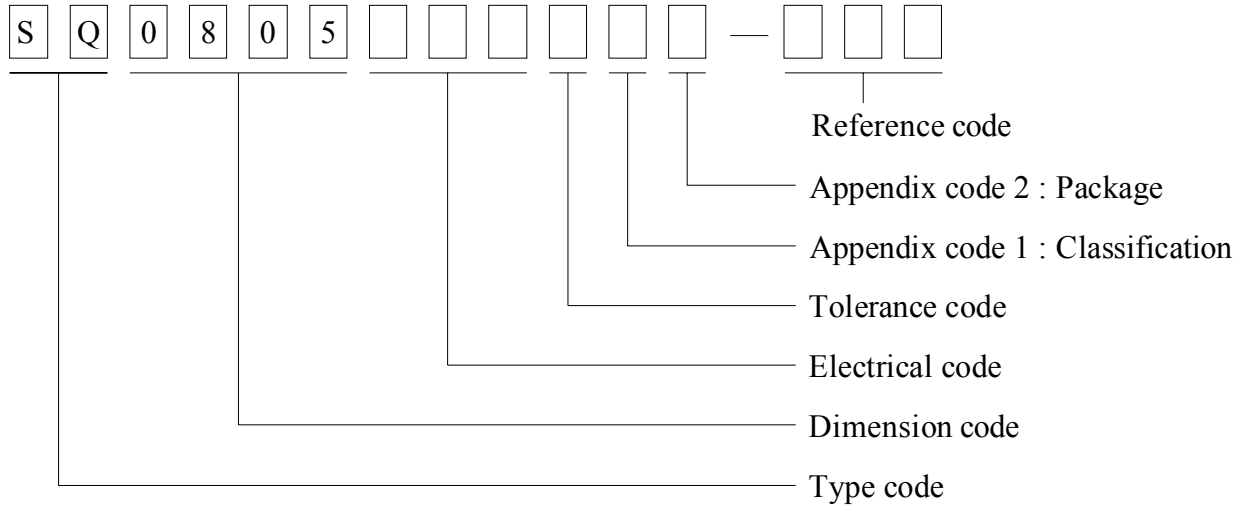 S Q 0 8 0 5 —
Reference code
Appendix code 2 : Package
Appendix code 1 : Classification
Tolerance code
Electrical code
Dimension code
Type code